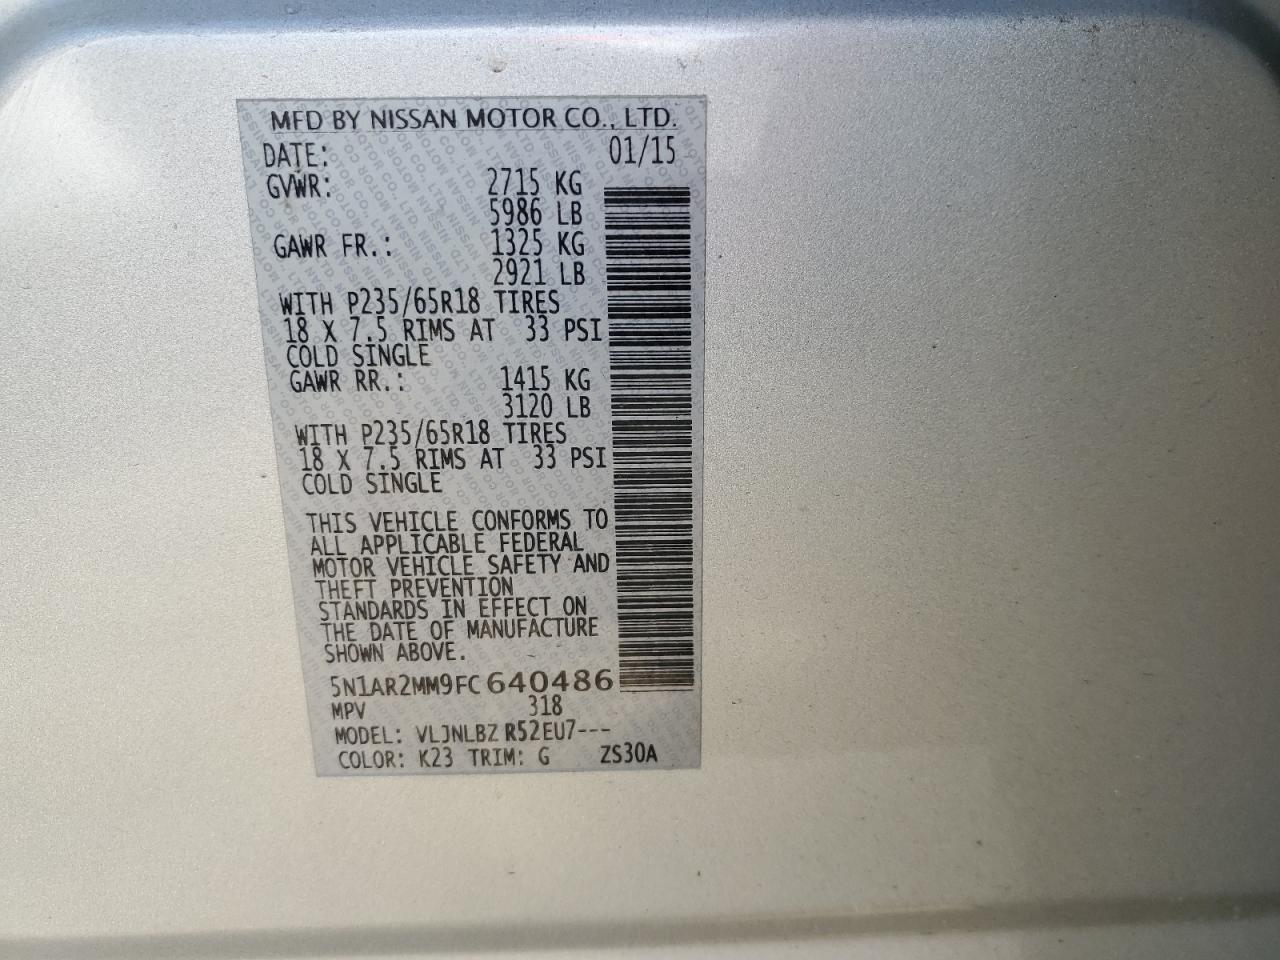 MFD BY NISSAN MOTOR CO., LTD.
DATE: 01/15
GVWR: 2715 KG
5986 LB
GAWR FR.: 1325 KG
2921 LB
WITH P235/65R18 TIRES
18 X 7.5 RIMS AT 33 PSI
COLD SINGLE
GAWR RR.: 1415 KG
3120 LB
WITH P235/65R18 TIRES
18 X 7.5 RIMS AT 33 PSI
COLD SINGLE
THIS VEHICLE CONFORMS TO
ALL APPLICABLE FEDERAL
MOTOR VEHICLE SAFETY AND
THEFT PREVENTION
STANDARDS IN EFFECT ON
THE DATE OF MANUFACTURE
SHOWN ABOVE.
5N1AR2MM9FC640486
MPV 318
MODEL: VLJNLBZ R52EU7---
COLOR: K23 TRIM: G ZS30A